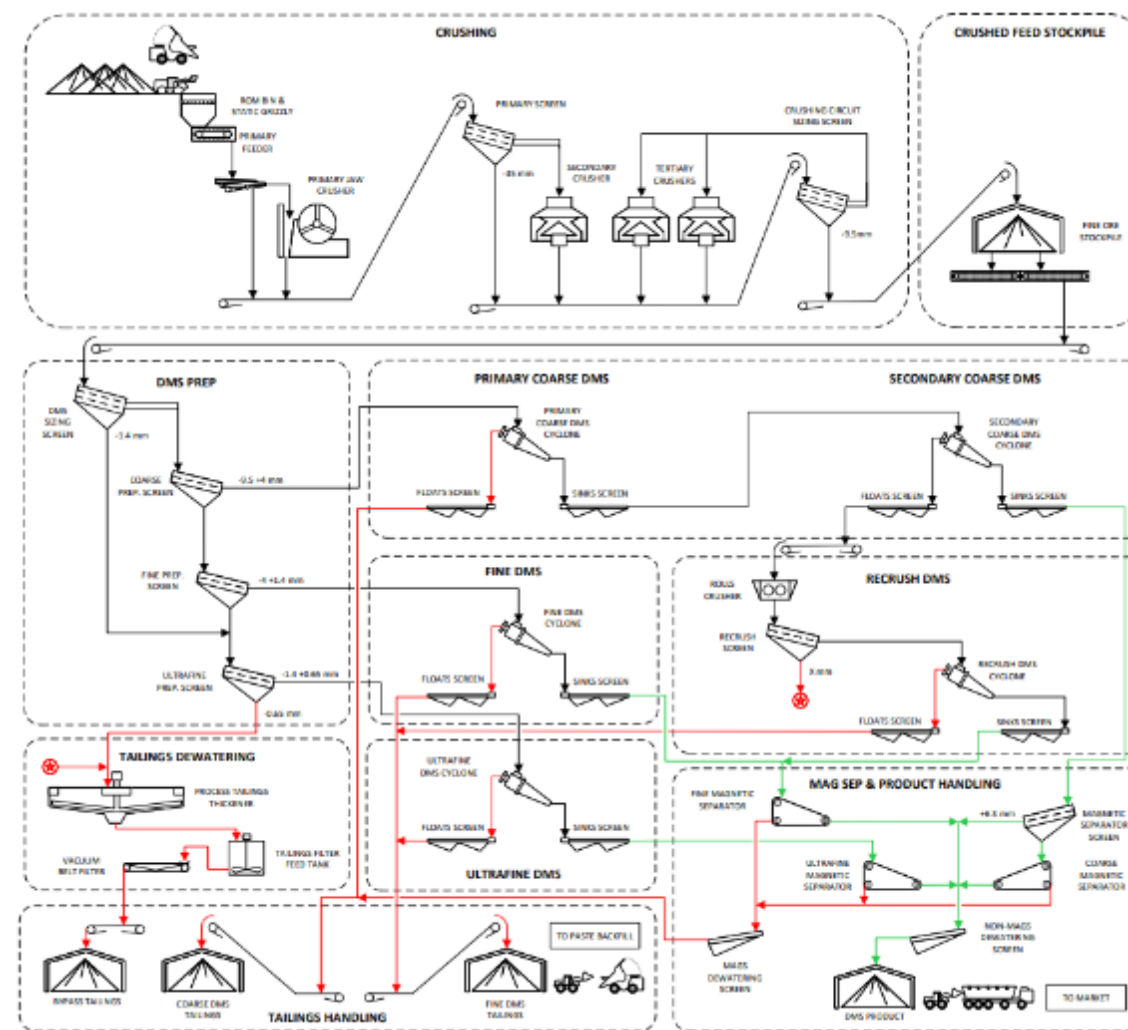 CRUSHING
CRUSHED FEED STOCKPILE
ROM BIN &
STATIC GRIZZLY
PRIMARY
FEEDER
PRIMARY JAW
CRUSHER
PRIMARY SCREEN
SECONDARY
CRUSHER
TERTIARY
CRUSHERS
CRUSHING CIRCUIT
SIZING SCREEN
-9.5mm
FINE ORE
STOCKPILE
DMS PREP
DMS
SIZING
SCREEN
COARSE
PREP. SCREEN
-9.5 +4 mm
FINE PREP.
SCREEN
-4 +1.4 mm
ULTRAFINE
PREP. SCREEN
-1.4 +0.65 mm
-0.65 mm
PRIMARY COARSE DMS
PRIMARY
COARSE DMS
CYCLONE
FLOATS SCREEN
SINKS SCREEN
SECONDARY COARSE DMS
SECONDARY
COARSE DMS
CYCLONE
FLOATS SCREEN
SINKS SCREEN
FINE DMS
FINE DMS
CYCLONE
FLOATS SCREEN
SINKS SCREEN
RECRUSH DMS
ROLLS
CRUSHER
RECRUSH
SCREEN
RECRUSH DMS
CYCLONE
FLOATS SCREEN
SINKS SCREEN
TAILINGS DEWATERING
PROCESS TAILINGS
THICKENER
VACUUM
BELT FILTER
TAILINGS FILTER
FEED TANK
ULTRAFINE
DMS CYCLONE
FLOATS SCREEN
SINKS SCREEN
ULTRAFINE DMS
MAG SEP & PRODUCT HANDLING
FINE MAGNETIC
SEPARATOR
MAGNETIC
SEPARATOR
SCREEN
ULTRAFINE
MAGNETIC
SEPARATOR
COARSE
MAGNETIC
SEPARATOR
MAGS
DEWATERING
SCREEN
NON-MAGS
DEWATERING
SCREEN
DMS PRODUCT
TO MARKET
BYPASS TAILINGS
COARSE DMS
TAILINGS
TAILINGS HANDLING
FINE DMS
TAILINGS
TO PASTE BACKFILL